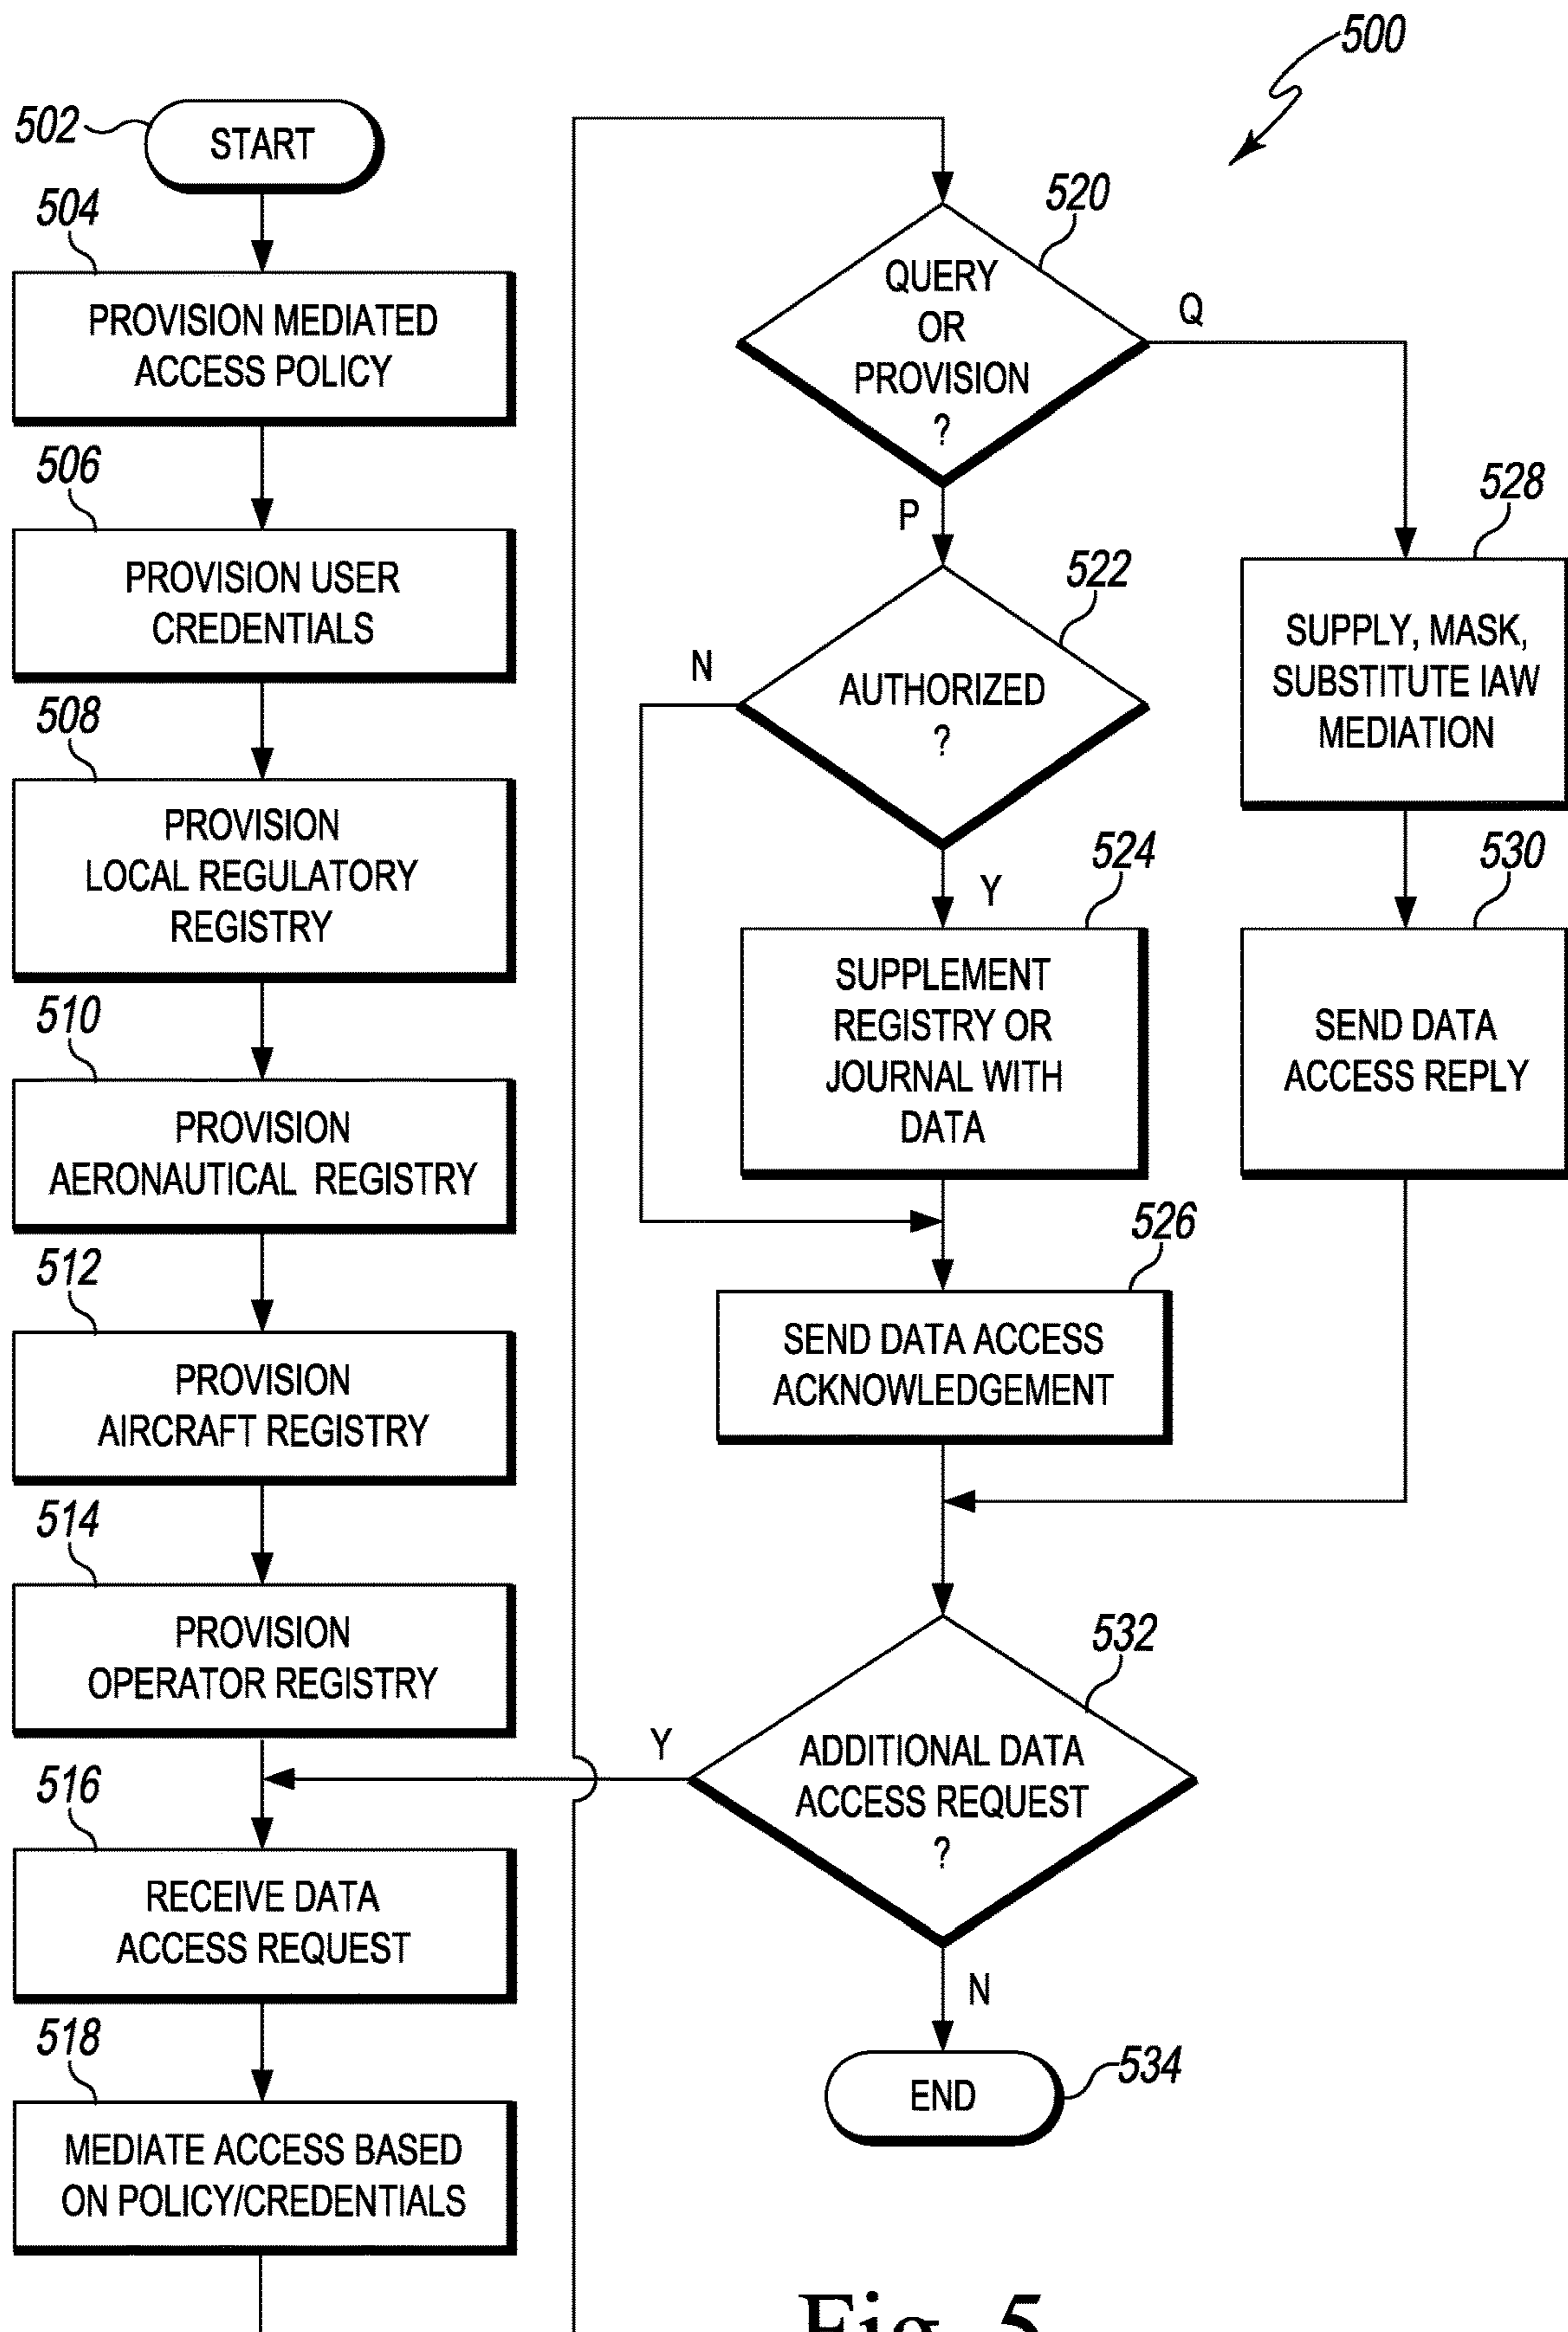 500
502
START
504
PROVISION MEDIATED
ACCESS POLICY
506
PROVISION USER
CREDENTIALS
508
PROVISION
LOCAL REGULATORY
REGISTRY
510
PROVISION
AERONAUTICAL REGISTRY
512
PROVISION
AIRCRAFT REGISTRY
514
PROVISION
OPERATOR REGISTRY
516
RECEIVE DATA
ACCESS REQUEST
518
MEDIATE ACCESS BASED
ON POLICY/CREDENTIALS
520
QUERY
OR
PROVISION
?
Q
P
522
AUTHORIZED
?
N
Y
524
SUPPLEMENT
REGISTRY OR
JOURNAL WITH
DATA
526
SEND DATA ACCESS
ACKNOWLEDGEMENT
528
SUPPLY, MASK,
SUBSTITUTE IAW
MEDIATION
530
SEND DATA
ACCESS REPLY
532
ADDITIONAL DATA
ACCESS REQUEST
?
Y
N
END
534
Fig. 5